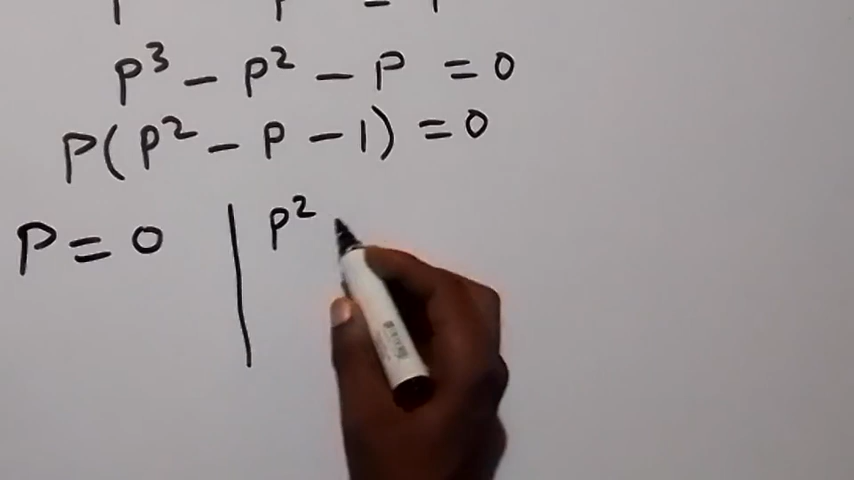 p³ - p² - p = 0
p(p² - p - 1) = 0
p = 0 | p²